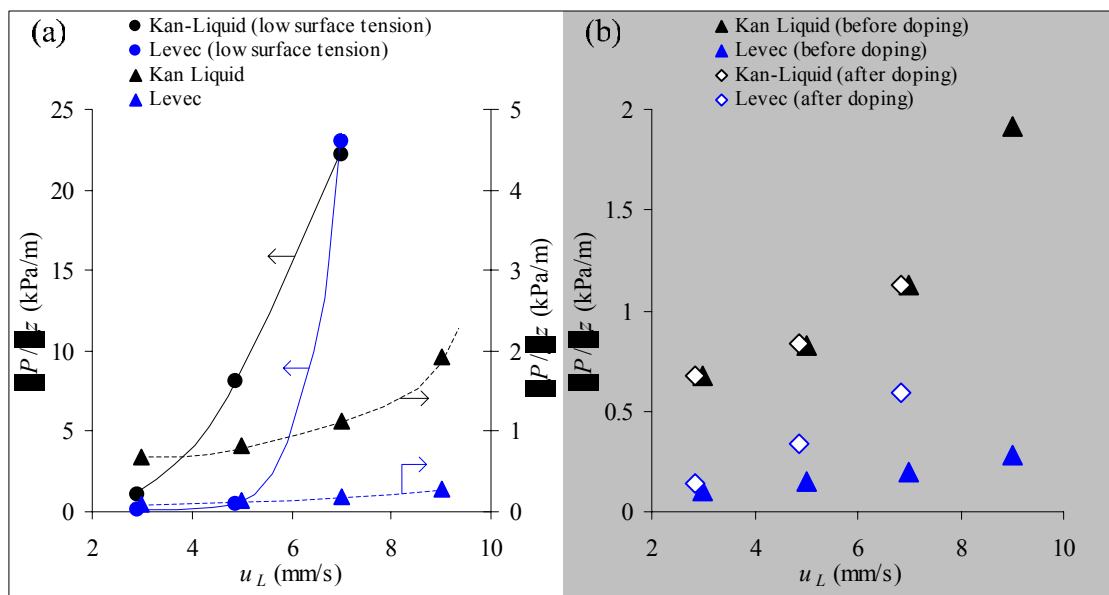 (a)
Kan-Liquid (low surface tension)
Levec (low surface tension)
Kan Liquid
Levec
25
20
15
10
5
0
P/ z (kPa/m)
5
4
3
2
1
0
P/ z (kPa/m)
2
4
6
8
10
u L (mm/s)
(b)
Kan Liquid (before doping)
Levec (before doping)
Kan-Liquid (after doping)
Levec (after doping)
2
1.5
1
0.5
0
P/ z (kPa/m)
2
4
6
8
10
u L (mm/s)